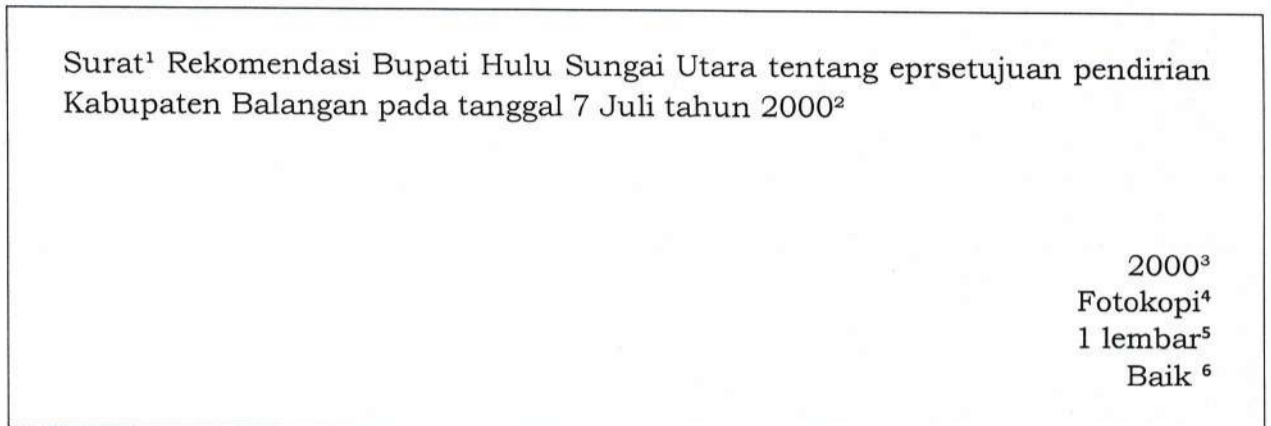 Surat¹ Rekomendasi Bupati Hulu Sungai Utara tentang eprsetujuan pendirian
Kabupaten Balangan pada tanggal 7 Juli tahun 2000²
2000³
Fotokopi⁴
1 lembar⁵
Baik ⁶